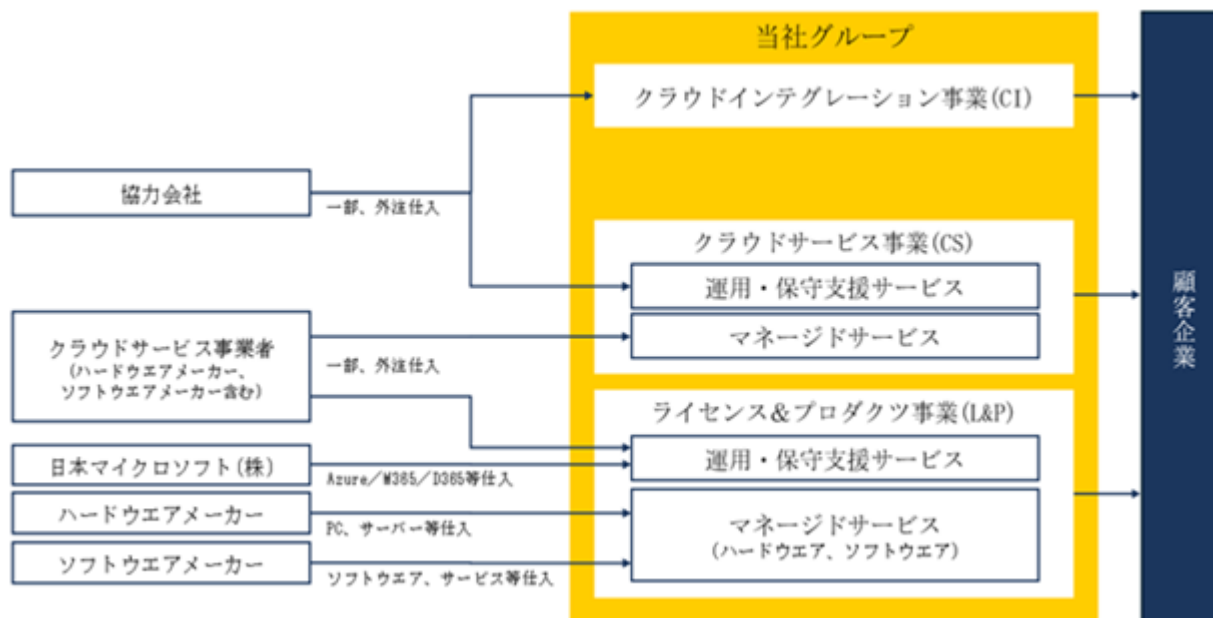 当社グループ
クラウドインテグレーション事業(CI)
協力会社
一部、外注仕入
クラウドサービス事業(CS)
運用・保守支援サービス
マネージドサービス
クラウドサービス事業者
(ハードウエアメーカー、
ソフトウエアメーカー含む)
一部、外注仕入
ライセンス&プロダクツ事業(L&P)
運用・保守支援サービス
日本マイクロソフト(株)
Azure/M365/D365等仕入
ハードウエアメーカー
PC、サーバー等仕入
マネージドサービス
(ハードウエア、ソフトウエア)
ソフトウエアメーカー
ソフトウエア、サービス等仕入
顧客企業